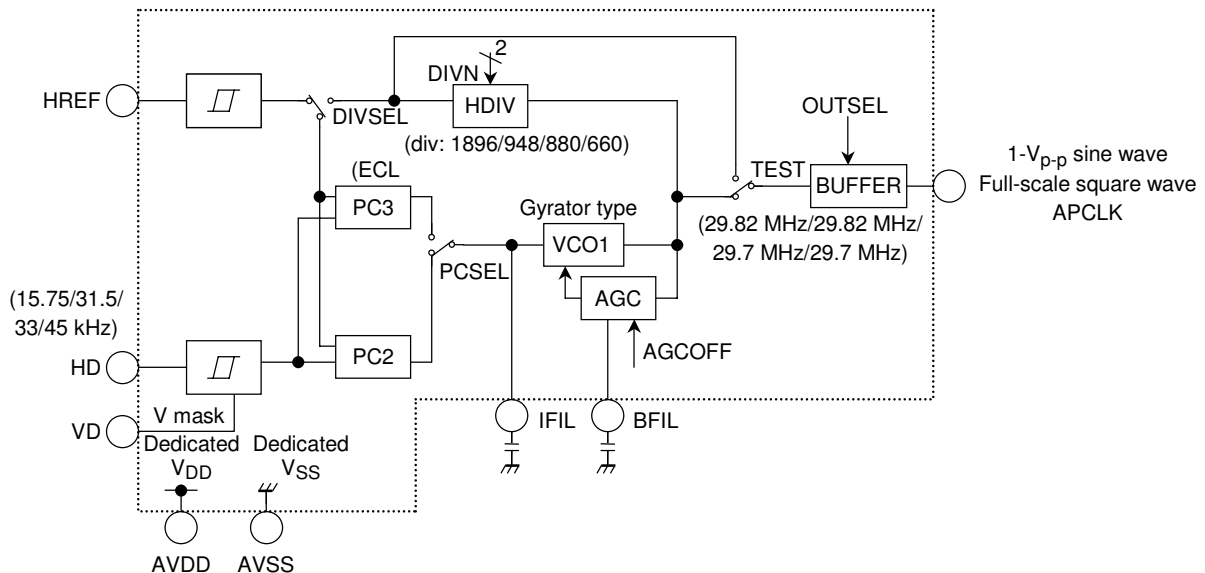 2
DIVN
HREF
HDIV
DIVSEL
OUTSEL
(div: 1896/948/880/660)
TEST
BUFFER
1-Vp-p sine wave
Full-scale square wave
APCLK
(ECL
PC3
Gyrator type
(29.82 MHz/29.82 MHz/
29.7 MHz/29.7 MHz)
VCO1
PCSEL
AGC
(15.75/31.5/
33/45 kHz)
AGCOFF
HD
PC2
V mask
VD
IFIL
BFIL
Dedicated
VDD
Dedicated
VSS
AVDD
AVSS